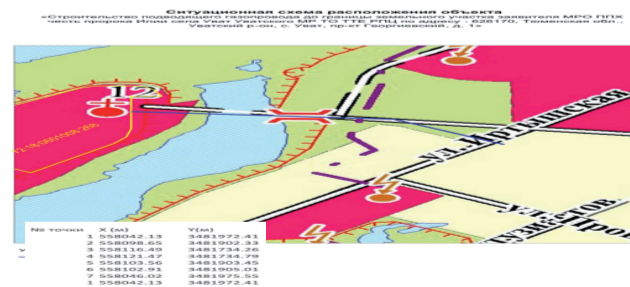 Ситуационная схема расположения объекта
«Строительство подводящего газопровода до границы земельного участка заявителя МРО ППХ
честь пророка Илии села Уват Уватского МР ТО ТТЕ РПЦ по адресу: 626170, Тюменская обл.,
Уватский р-он, с. Уват, пр-кт Георгиевский, д. 1»
12
ул.Иртышская
№ точки X (м) Y(м)
1 558042.13 3481972.41
2 558098.65 3481902.33
3 558116.49 3481734.26
4 558121.47 3481734.79
5 558103.56 3481903.45
6 558102.91 3481905.01
7 558046.02 3481975.55
1 558042.13 3481972.41